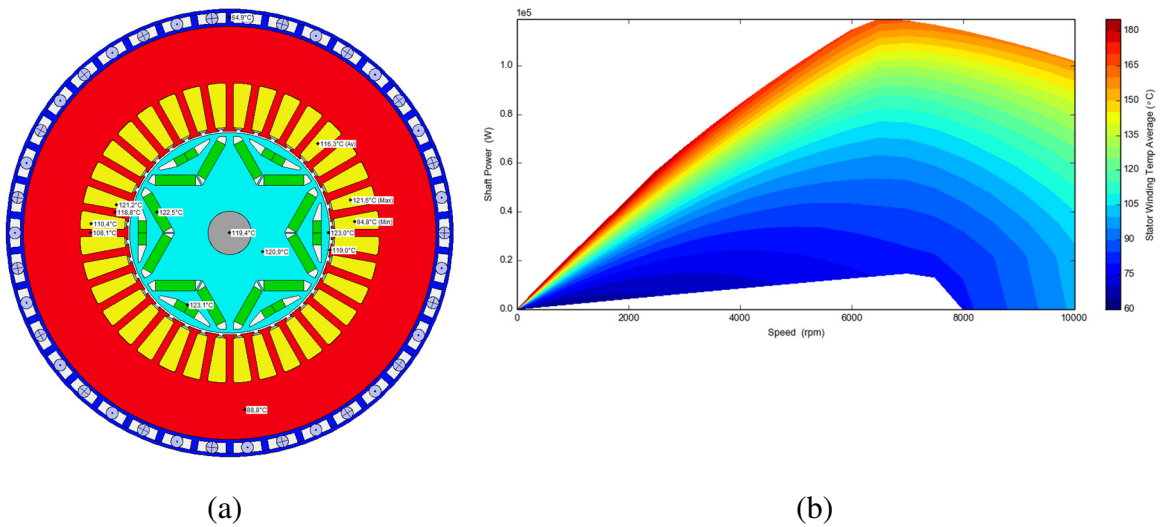 64,9°C
116,3°C (Av)
121,6°C (Max)
121,2°C
118,8°C
122,5°C
94,8°C (Min)
110,4°C
108,1°C
119,4°C
123,0°C
120,9°C
119,0°C
123,1°C
88,8°C
(a)
1e5
1.0
0.8
0.6
0.4
0.2
0.0
Shaft Power (W)
0
2000
4000
6000
8000
10000
Speed (rpm)
180
165
150
135
120
105
90
75
60
Stator Winding Temp Average (∘C)
(b)